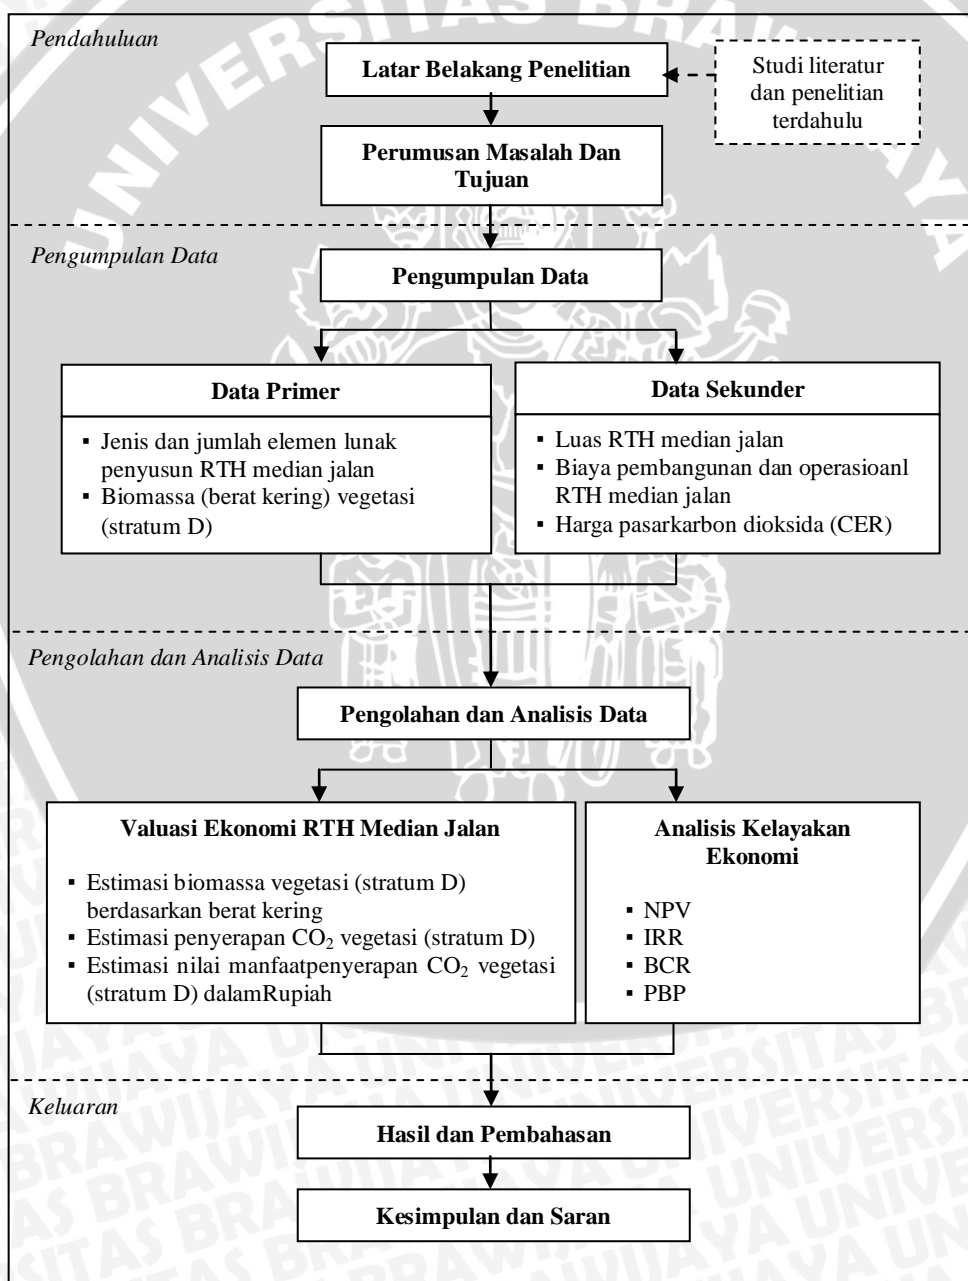 UNIVERSITAS BRAWIJAYA
Pendahuluan
Latar Belakang Penelitian
Studi literatur
dan penelitian
terdahulu
Perumusan Masalah Dan
Tujuan
Pengumpulan Data
Pengumpulan Data
Data Primer
▪ Jenis dan jumlah elemen lunak
penyusun RTH median jalan
▪ Biomassa (berat kering) vegetasi
(stratum D)
Data Sekunder
▪ Luas RTH median jalan
▪ Biaya pembangunan dan operasioanl
RTH median jalan
▪ Harga pasarkarbon dioksida (CER)
Pengolahan dan Analisis Data
Pengolahan dan Analisis Data
Valuasi Ekonomi RTH Median Jalan
▪ Estimasi biomassa vegetasi (stratum D)
berdasarkan berat kering
▪ Estimasi penyerapan CO₂ vegetasi (stratum D)
▪ Estimasi nilai manfaatpenyerapan CO₂ vegetasi
(stratum D) dalamRupiah
Analisis Kelayakan
Ekonomi
▪ NPV
▪ IRR
▪ BCR
▪ PBP
Keluaran
Hasil dan Pembahasan
Kesimpulan dan Saran